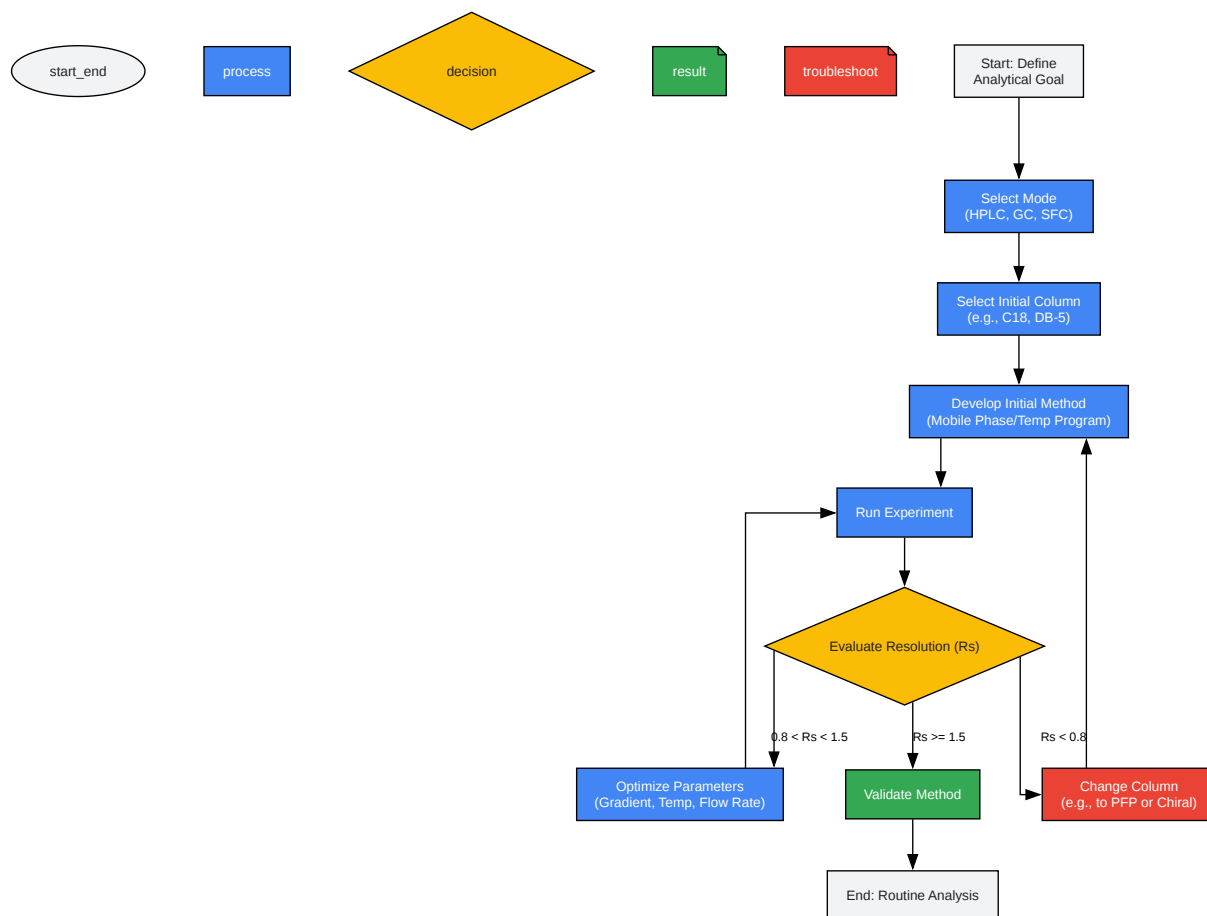 start_end
process
decision
result
troubleshoot
Start: Define
Analytical Goal
Select Mode
(HPLC, GC, SFC)
Select Initial Column
(e.g., C18, DB-5)
Develop Initial Method
(Mobile Phase/Temp Program)
Run Experiment
Evaluate Resolution (Rs)
0.8 < Rs < 1.5
Rs >= 1.5
Rs < 0.8
Optimize Parameters
(Gradient, Temp, Flow Rate)
Validate Method
Change Column
(e.g., to PFP or Chiral)
End: Routine Analysis